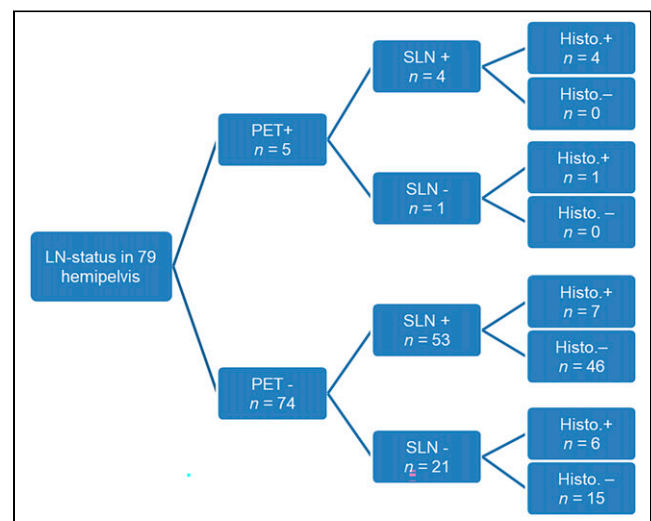 LN-status in 79
hemipelvis
PET+
n = 5
PET -
n = 74
SLN +
n = 4
SLN -
n = 1
SLN +
n = 53
SLN -
n = 21
Histo.+
n = 4
Histo.–
n = 0
Histo.+
n = 1
Histo. –
n = 0
Histo.+
n = 7
Histo.–
n = 46
Histo.+
n = 6
Histo. –
n = 15